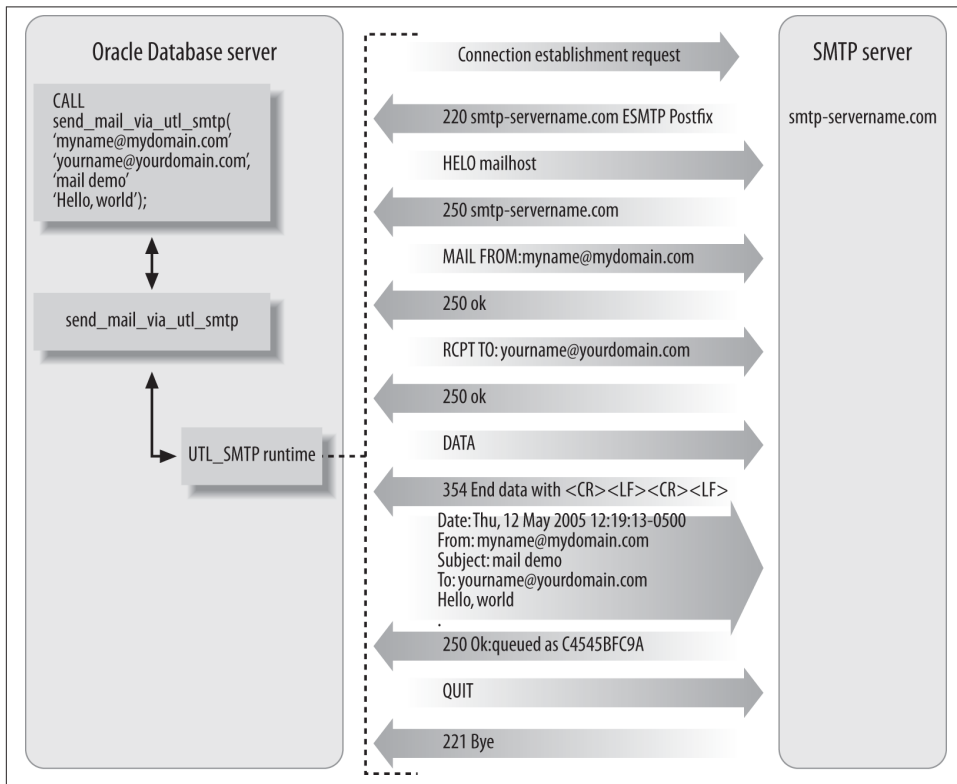 Oracle Database server
CALL
send_mail_via_utl_smtp(
‘myname@mydomain.com’
‘yourname@yourdomain.com’,
‘mail demo’
‘Hello, world’);
send_mail_via_utl_smtp
UTL_SMTP runtime
Connection establishment request
220 smtp-servername.com ESMTP Postfix
HELO mailhost
250 smtp-servername.com
MAIL FROM:myname@mydomain.com
250 ok
RCPT TO: yourname@yourdomain.com
250 ok
DATA
354 End data with <CR><LF><CR><LF>
Date: Thu, 12 May 2005 12:19:13-0500
From: myname@mydomain.com
Subject: mail demo
To: yourname@yourdomain.com
Hello, world
.
250 Ok:queued as C4545BFC9A
QUIT
221 Bye
SMTP server
smtp-servername.com